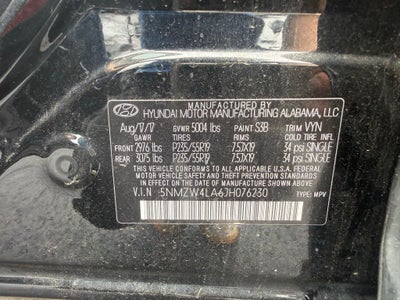 MANUFACTURED BY
HYUNDAI MOTOR MANUFACTURING ALABAMA, LLC
Aug/17/17 GVWR 5004 lbs PAINT S3B TRIM VYN
GAWR TIRES RIMS COLD TIRE INFL.
FRONT 2976 lbs P235/55R19 7.5JX19 34 psi SINGLE
REAR 3075 lbs P235/55R19 7.5JX19 34 psi SINGLE
THIS VEHICLE CONFORMS TO ALL APPLICABLE U.S. FEDERAL MOTOR VEHICLE
SAFETY AND THEFT PREVENTION STANDARDS IN EFFECT ON THE DATE OF MANUFACTURE SHOWN ABOVE.
V.I.N 5NMZW4LA6JH076230 TYPE: MPV